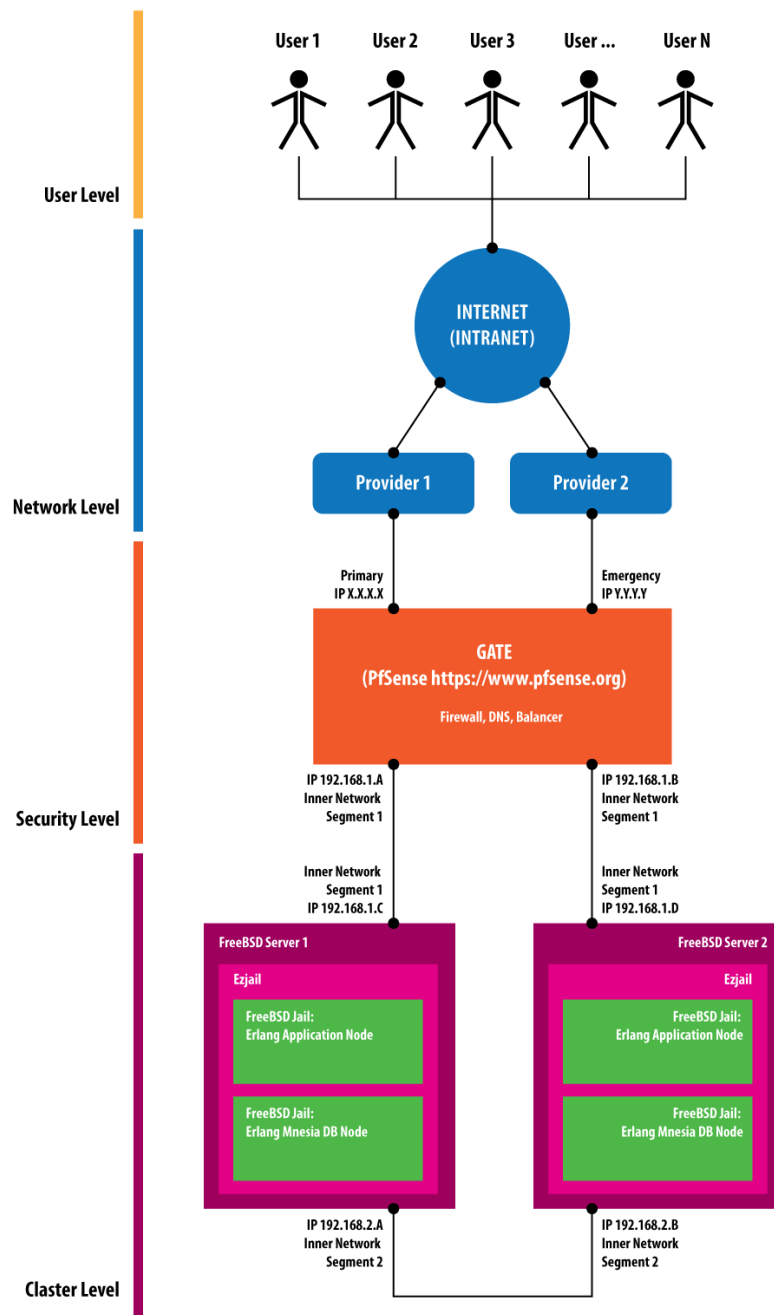 User 1
User 2
User 3
User ...
User N
User Level
INTERNET
(INTRANET)
Provider 1
Provider 2
Network Level
Primary
IP X.X.X.X
Emergency
IP Y.Y.Y.Y
GATE
(PfSense https://www.pfsense.org)
Firewall, DNS, Balancer
IP 192.168.1.A
Inner Network
Segment 1
IP 192.168.1.B
Inner Network
Segment 1
Security Level
Inner Network
Segment 1
IP 192.168.1.C
Inner Network
Segment 1
IP 192.168.1.D
FreeBSD Server 1
Ezjail
FreeBSD Jail:
Erlang Application Node
FreeBSD Jail:
Erlang Mnesia DB Node
FreeBSD Server 2
Ezjail
FreeBSD Jail:
Erlang Application Node
FreeBSD Jail:
Erlang Mnesia DB Node
IP 192.168.2.A
Inner Network
Segment 2
IP 192.168.2.B
Inner Network
Segment 2
Claster Level